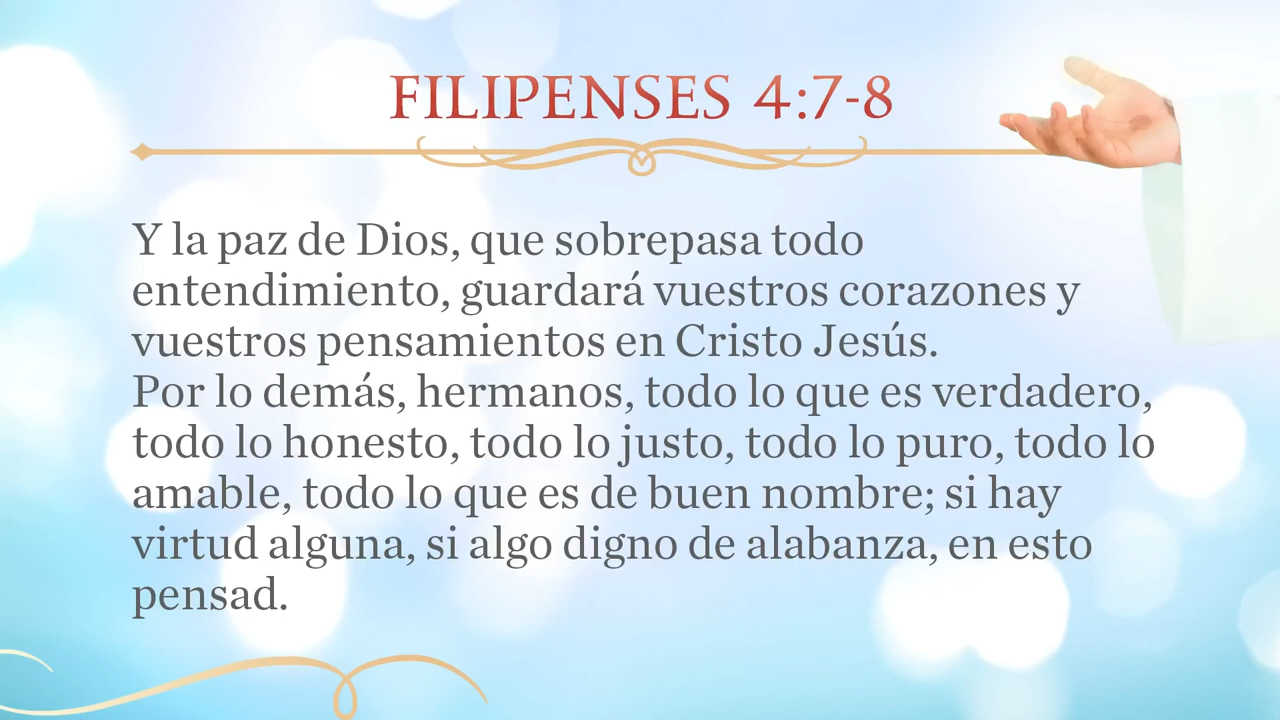 FILIPENSES 4:7-8
Y la paz de Dios, que sobrepasa todo
entendimiento, guardará vuestros corazones y
vuestros pensamientos en Cristo Jesús.
Por lo demás, hermanos, todo lo que es verdadero,
todo lo honesto, todo lo justo, todo lo puro, todo lo
amable, todo lo que es de buen nombre; si hay
virtud alguna, si algo digno de alabanza, en esto
pensad.